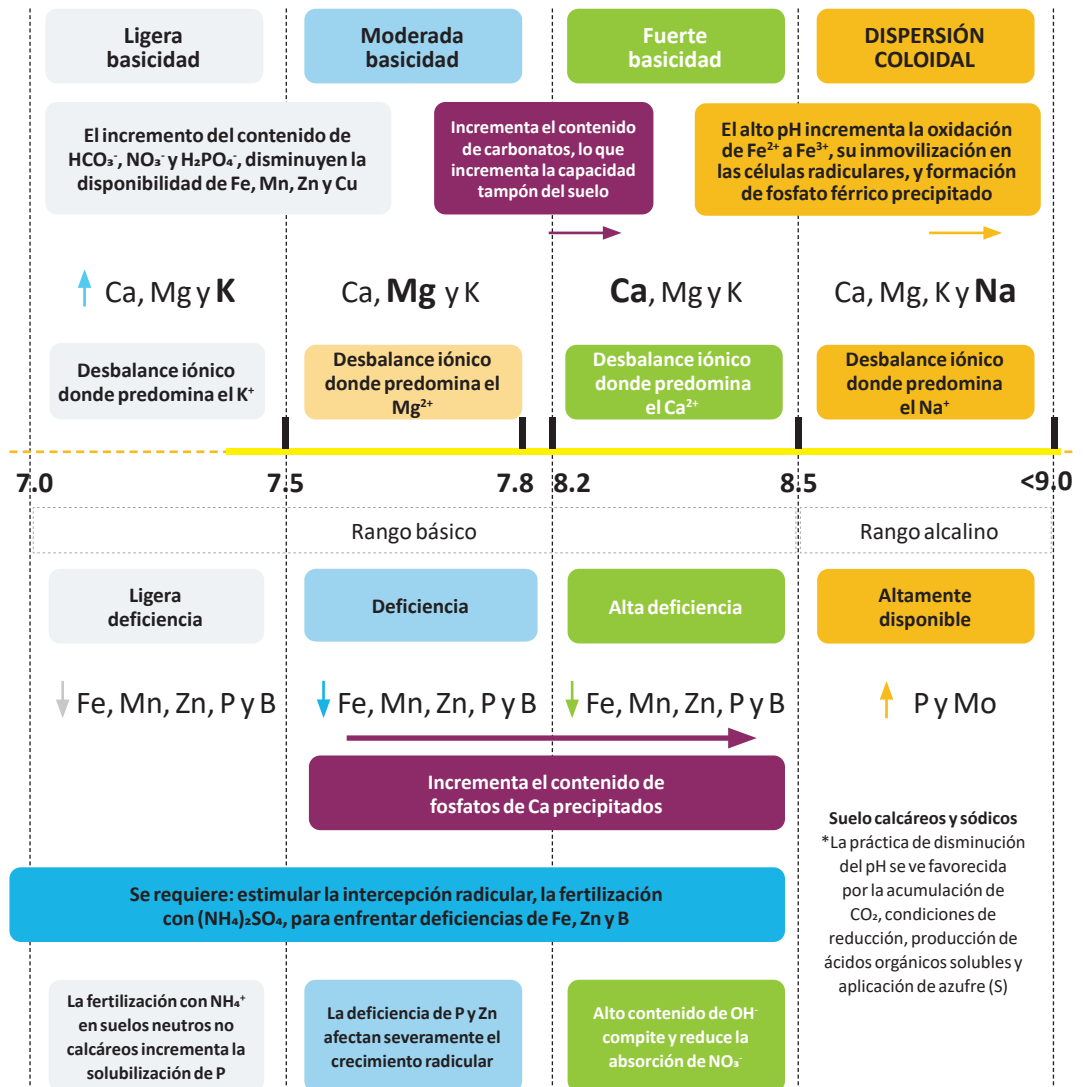 Ligera
basicidad
Moderada
basicidad
Fuerte
basicidad
DISPERSIÓN
COLOIDAL
El incremento del contenido de
HCO₃⁻, NO₃⁻ y H₂PO₄⁻, disminuyen la
disponibilidad de Fe, Mn, Zn y Cu
Incrementa el contenido
de carbonatos, lo que
incrementa la capacidad
tampón del suelo
El alto pH incrementa la oxidación
de Fe²⁺ a Fe³⁺, su inmovilización en
las células radiculares, y formación
de fosfato férrico precipitado
Ca, Mg y K
Ca, Mg y K
Ca, Mg y K
Ca, Mg, K y Na
Desbalance iónico
donde predomina el K⁺
Desbalance iónico
donde predomina el
Mg²⁺
Desbalance iónico
donde predomina
el Ca²⁺
Desbalance iónico
donde predomina
el Na⁺
7.0
7.5
7.8
8.2
8.5
<9.0
Rango básico
Rango alcalino
Ligera
deficiencia
Deficiencia
Alta deficiencia
Altamente
disponible
Fe, Mn, Zn, P y B
Fe, Mn, Zn, P y B
Fe, Mn, Zn, P y B
P y Mo
Incrementa el contenido de
fosfatos de Ca precipitados
Suelo calcáreos y sódicos
*La práctica de disminución
del pH se ve favorecida
por la acumulación de
CO₂, condiciones de
reducción, producción de
ácidos orgánicos solubles y
aplicación de azufre (S)
Se requiere: estimular la intercepción radicular, la fertilización
con (NH₄)₂SO₄, para enfrentar deficiencias de Fe, Zn y B
La fertilización con NH₄⁺
en suelos neutros no
calcáreos incrementa la
solubilización de P
La deficiencia de P y Zn
afectan severamente el
crecimiento radicular
Alto contenido de OH⁻
compite y reduce la
absorción de NO₃⁻